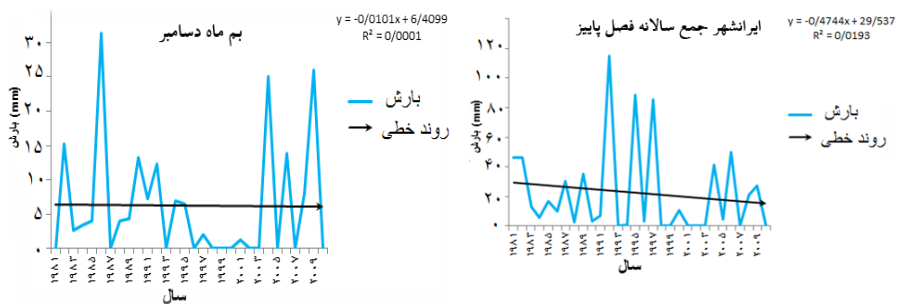 بم ماه دسامبر
y = -0/0101x + 6/4099
R² = 0/0001
۳۰
۲۵
۲۰
۱۵
۱۰
۵
۰
بارش (mm)
بارش
روند خطی
۱۹۸۱ ۱۹۸۳ ۱۹۸۵ ۱۹۸۷ ۱۹۸۹ ۱۹۹۱ ۱۹۹۳ ۱۹۹۵ ۱۹۹۷ ۱۹۹۹ ۲۰۰۱ ۲۰۰۳ ۲۰۰۵ ۲۰۰۷ ۲۰۰۹
سال
ایرانشهر جمع سالانه فصل پاییز
y = -0/4744x + 29/537
R² = 0/0193
۱۲۰
۱۰۰
۸۰
۶۰
۴۰
۲۰
۰
بارش (mm)
بارش
روند خطی
۱۹۸۱ ۱۹۸۳ ۱۹۸۵ ۱۹۸۷ ۱۹۸۹ ۱۹۹۱ ۱۹۹۳ ۱۹۹۵ ۱۹۹۷ ۱۹۹۹ ۲۰۰۱ ۲۰۰۳ ۲۰۰۵ ۲۰۰۷ ۲۰۰۹
سال